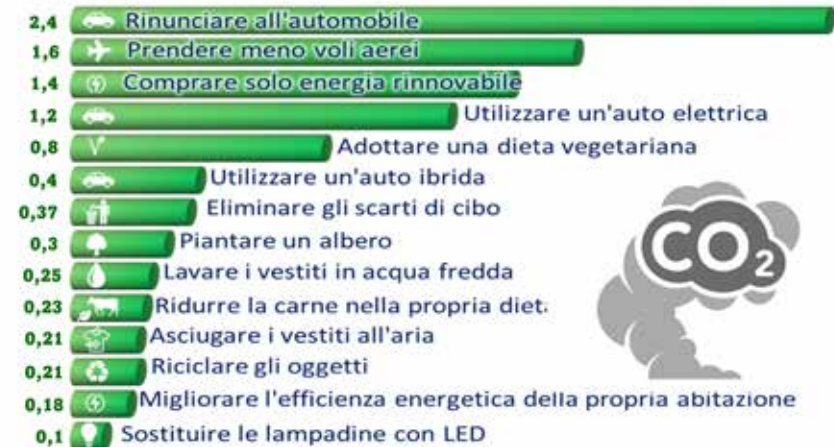 2,4 Rinunciare all'automobile
1,6 Prendere meno voli aerei
1,4 Comprare solo energia rinnovabile
1,2 Utilizzare un'auto elettrica
0,8 Adottare una dieta vegetariana
0,4 Utilizzare un'auto ibrida
0,37 Eliminare gli scarti di cibo
0,3 Piantare un albero
0,25 Lavare i vestiti in acqua fredda
0,23 Ridurre la carne nella propria diet.
0,21 Asciugare i vestiti all'aria
0,21 Riciclare gli oggetti
0,18 Migliorare l'efficienza energetica della propria abitazione
0,1 Sostituire le lampadine con LED
CO2